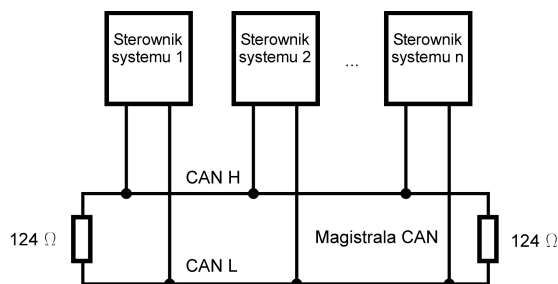 Sterownik
systemu 1
Sterownik
systemu 2
...
Sterownik
systemu n
CAN H
124 Ω
Magistrala CAN
124 Ω
CAN L